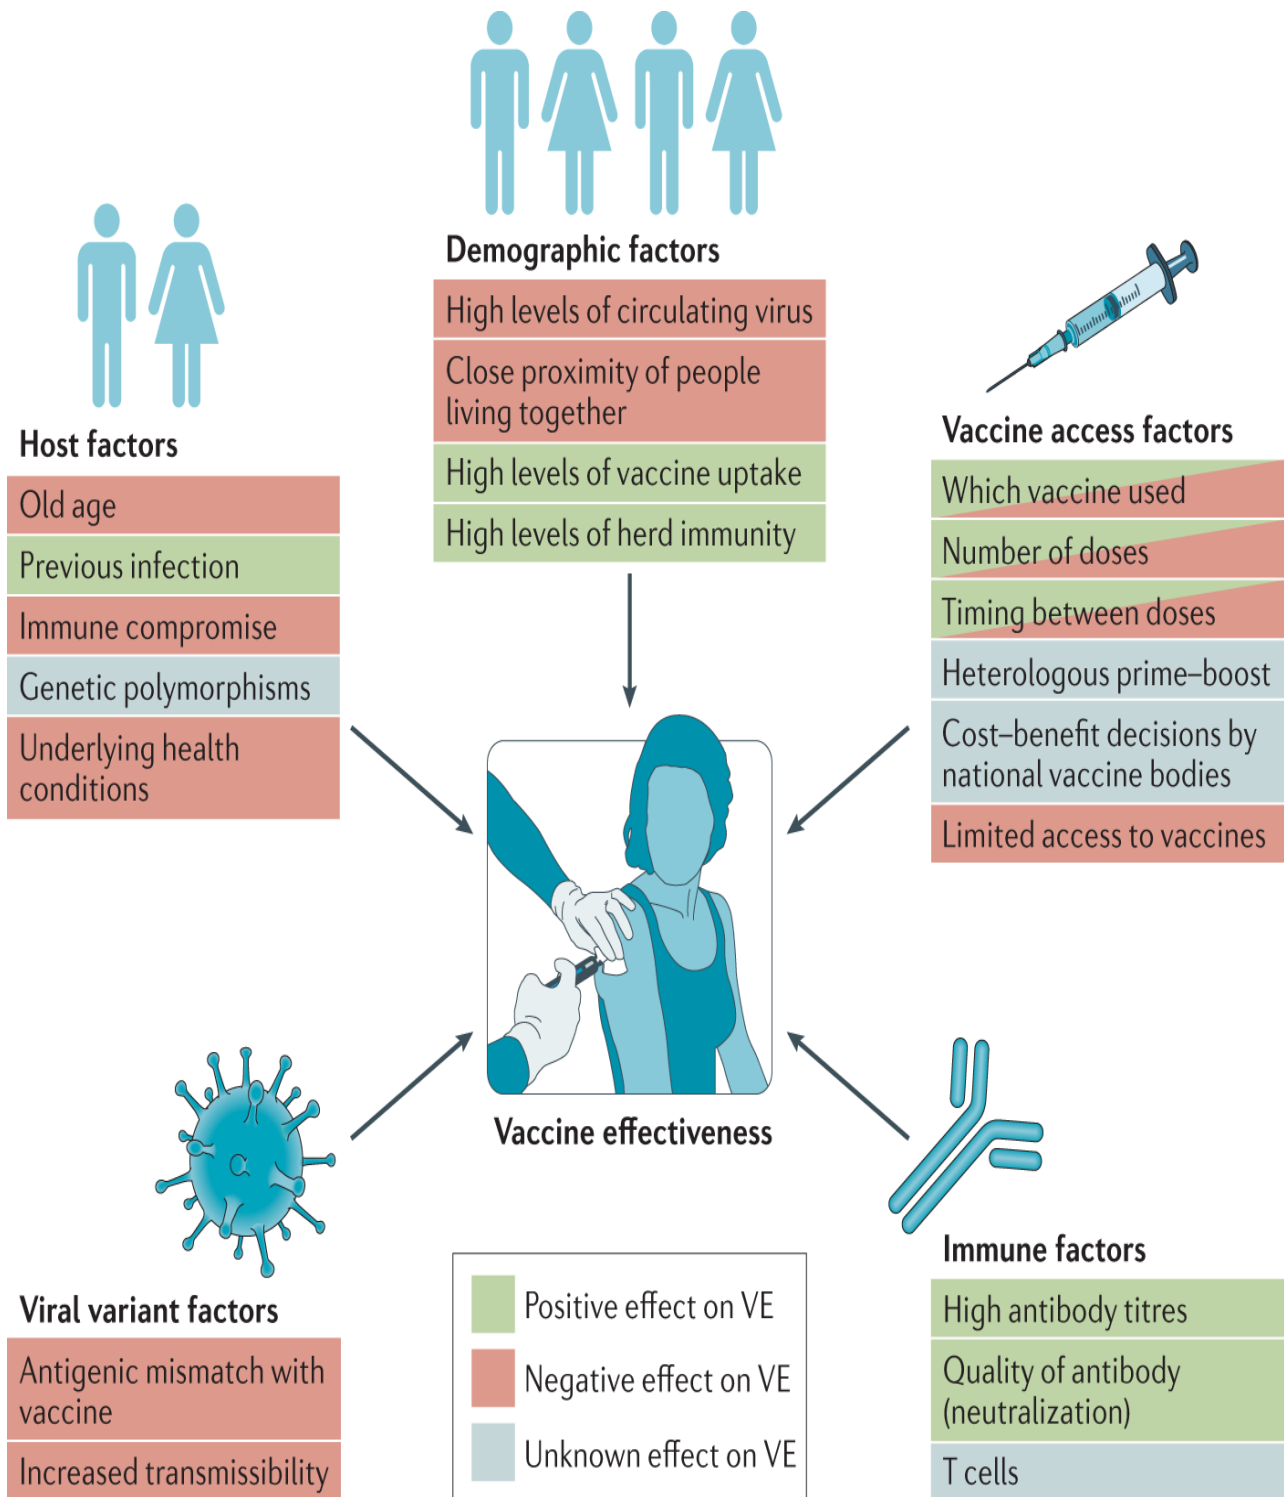 Demographic factors
High levels of circulating virus
Close proximity of people
living together
High levels of vaccine uptake
High levels of herd immunity
Host factors
Old age
Previous infection
Immune compromise
Genetic polymorphisms
Underlying health
conditions
Vaccine access factors
Which vaccine used
Number of doses
Timing between doses
Heterologous prime–boost
Cost–benefit decisions by
national vaccine bodies
Limited access to vaccines
Vaccine effectiveness
Viral variant factors
Antigenic mismatch with
vaccine
Increased transmissibility
Positive effect on VE
Negative effect on VE
Unknown effect on VE
Immune factors
High antibody titres
Quality of antibody
(neutralization)
T cells